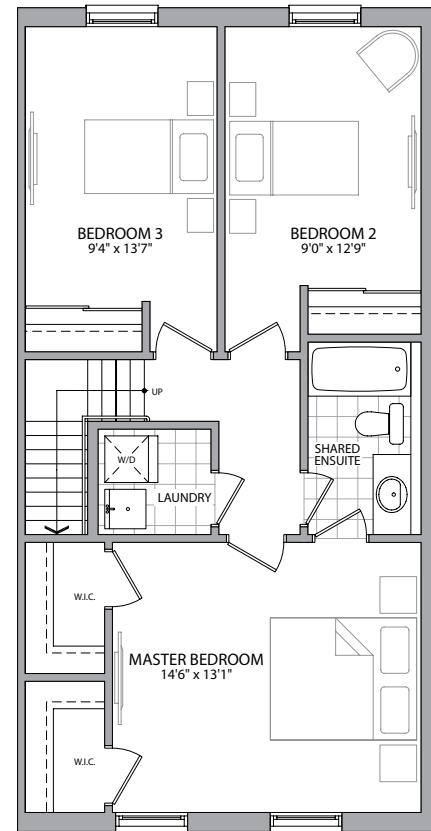 BEDROOM 3
9'4" x 13'7"
BEDROOM 2
9'0" x 12'9"
UP
W/D
LAUNDRY
SHARED
ENSUITE
W.I.C.
MASTER BEDROOM
14'6" x 13'1"
W.I.C.